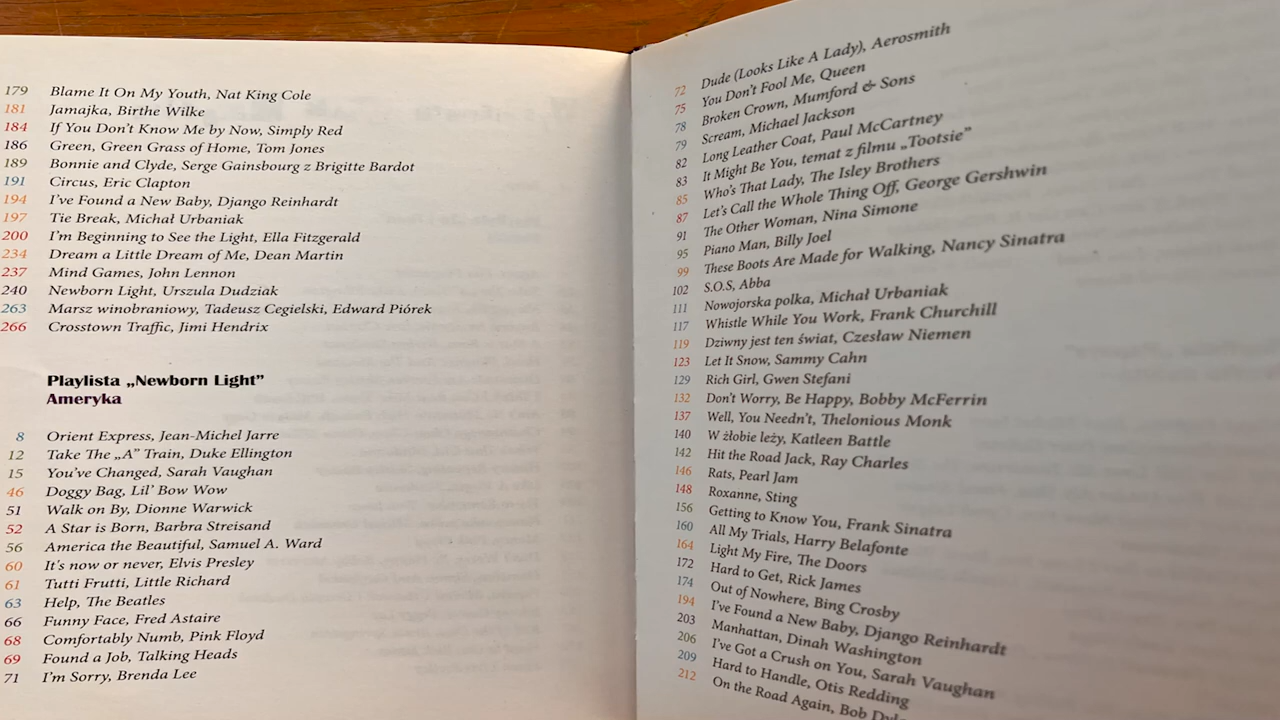 179 Blame It On My Youth, Nat King Cole
181 Jamajka, Birthe Wilke
184 If You Don't Know Me by Now, Simply Red
186 Green, Green Grass of Home, Tom Jones
189 Bonnie and Clyde, Serge Gainsbourg z Brigitte Bardot
191 Circus, Eric Clapton
194 I've Found a New Baby, Django Reinhardt
197 Tie Break, Michał Urbaniak
200 I'm Beginning to See the Light, Ella Fitzgerald
234 Dream a Little Dream of Me, Dean Martin
237 Mind Games, John Lennon
240 Newborn Light, Urszula Dudziak
263 Marsz winobraniowy, Tadeusz Cegielski, Edward Piórek
266 Crosstown Traffic, Jimi Hendrix
Playlista „Newborn Light”
Ameryka
8 Orient Express, Jean-Michel Jarre
12 Take The „A” Train, Duke Ellington
15 You've Changed, Sarah Vaughan
46 Doggy Bag, Lil' Bow Wow
51 Walk on By, Dionne Warwick
52 A Star is Born, Barbra Streisand
56 America the Beautiful, Samuel A. Ward
60 It's now or never, Elvis Presley
61 Tutti Frutti, Little Richard
63 Help, The Beatles
66 Funny Face, Fred Astaire
68 Comfortably Numb, Pink Floyd
69 Found a Job, Talking Heads
71 I'm Sorry, Brenda Lee
72 Dude (Looks Like A Lady), Aerosmith
75 You Don't Fool Me, Queen
78 Broken Crown, Mumford & Sons
79 Scream, Michael Jackson
82 Long Leather Coat, Paul McCartney
83 It Might Be You, temat z filmu „Tootsie”
85 Who's That Lady, The Isley Brothers
87 Let's Call the Whole Thing Off, George Gershwin
91 The Other Woman, Nina Simone
95 Piano Man, Billy Joel
99 These Boots Are Made for Walking, Nancy Sinatra
102 S.O.S, Abba
111 Nowojorska polka, Michał Urbaniak
117 Whistle While You Work, Frank Churchill
119 Dziwny jest ten świat, Czesław Niemen
123 Let It Snow, Sammy Cahn
129 Rich Girl, Gwen Stefani
132 Don't Worry, Be Happy, Bobby McFerrin
137 Well, You Needn't, Thelonious Monk
140 W żłobie leży, Katleen Battle
142 Hit the Road Jack, Ray Charles
146 Rats, Pearl Jam
148 Roxanne, Sting
156 Getting to Know You, Frank Sinatra
160 All My Trials, Harry Belafonte
164 Light My Fire, The Doors
172 Hard to Get, Rick James
174 Out of Nowhere, Bing Crosby
194 I've Found a New Baby, Django Reinhardt
203 Manhattan, Dinah Washington
206 I've Got a Crush on You, Sarah Vaughan
209 Hard to Handle, Otis Redding
212 On the Road Again, Bob